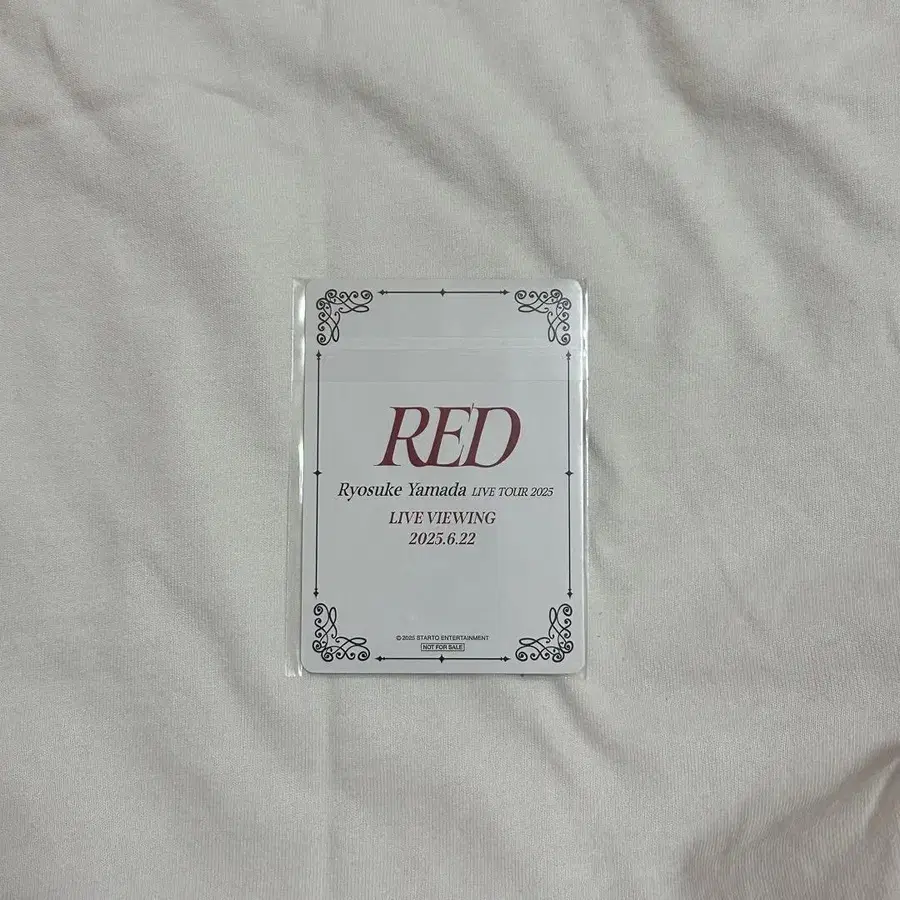 RED
Ryosuke Yamada LIVE TOUR 2025
LIVE VIEWING
2025.6.22
© 2025 STARTO ENTERTAINMENT
NOT FOR SALE